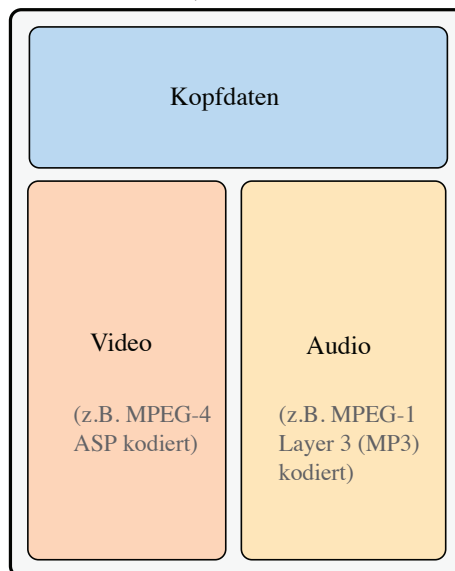 Kopfdaten
Video
Audio
(z.B. MPEG-4
ASP kodiert)
(z.B. MPEG-1
Layer 3 (MP3)
kodiert)